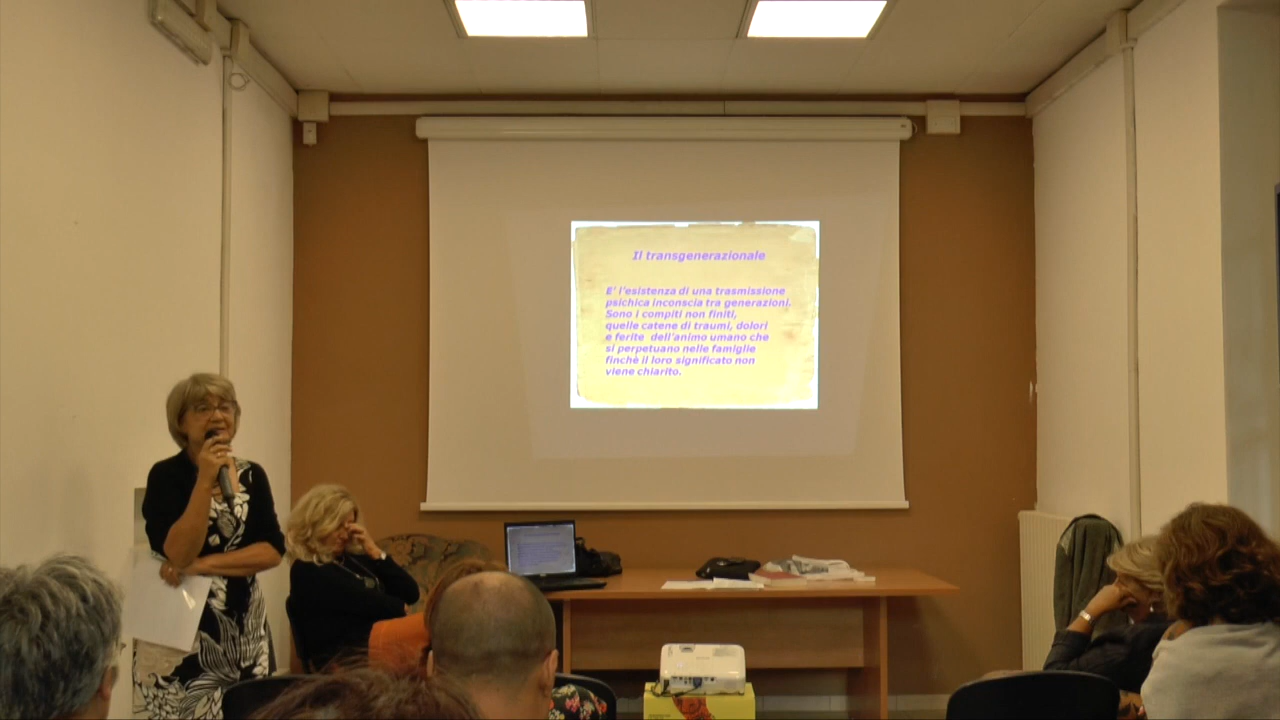 Il transgenerazionale
E' l'esistenza di una trasmissione
psichica inconscia tra generazioni.
Sono i compiti non finiti,
quelle catene di traumi, dolori
e ferite dell'animo umano che
si perpetuano nelle famiglie
finchè il loro significato non
viene chiarito.